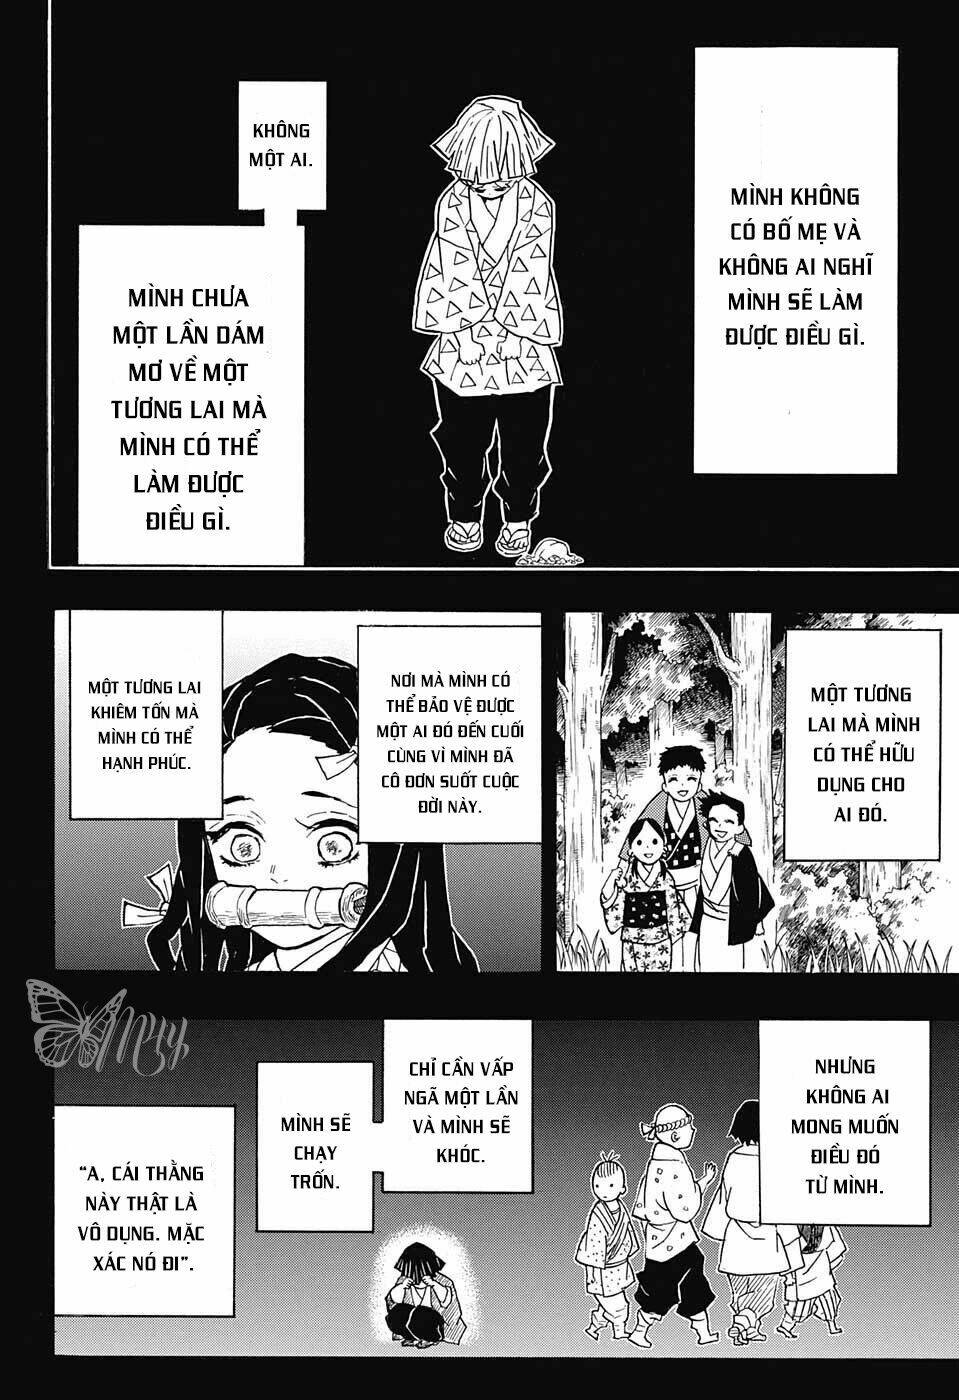 MÌNH KHÔNG
CÓ BỐ MẸ VÀ
KHÔNG AI NGHĨ
MÌNH SẼ LÀM
ĐƯỢC ĐIỀU GÌ.
KHÔNG
MỘT AI.
MÌNH CHƯA
MỘT LẦN DÁM
MƠ VỀ MỘT
TƯƠNG LAI MÀ
MÌNH CÓ THỂ
LÀM ĐƯỢC
ĐIỀU GÌ.
MỘT TƯƠNG
LAI MÀ MÌNH
CÓ THỂ HỮU
DỤNG CHO
AI ĐÓ.
NƠI MÀ MÌNH CÓ
THỂ BẢO VỆ ĐƯỢC
MỘT AI ĐÓ ĐẾN CUỐI
CÙNG VÌ MÌNH ĐÃ
CÔ ĐƠN SUỐT CUỘC
ĐỜI NÀY.
MỘT TƯƠNG LAI
KHIÊM TỐN MÀ
MÌNH CÓ THỂ
HẠNH PHÚC.
NHƯNG
KHÔNG AI
MONG MUỐN
ĐIỀU ĐÓ
TỪ MÌNH.
CHỈ CẦN VẤP
NGÃ MỘT LẦN
VÀ MÌNH SẼ
KHÓC.
MÌNH SẼ
CHẠY
TRỐN.
“A, CÁI THẰNG
NÀY THẬT LÀ
VÔ DỤNG. MẶC
XÁC NÓ ĐI”.